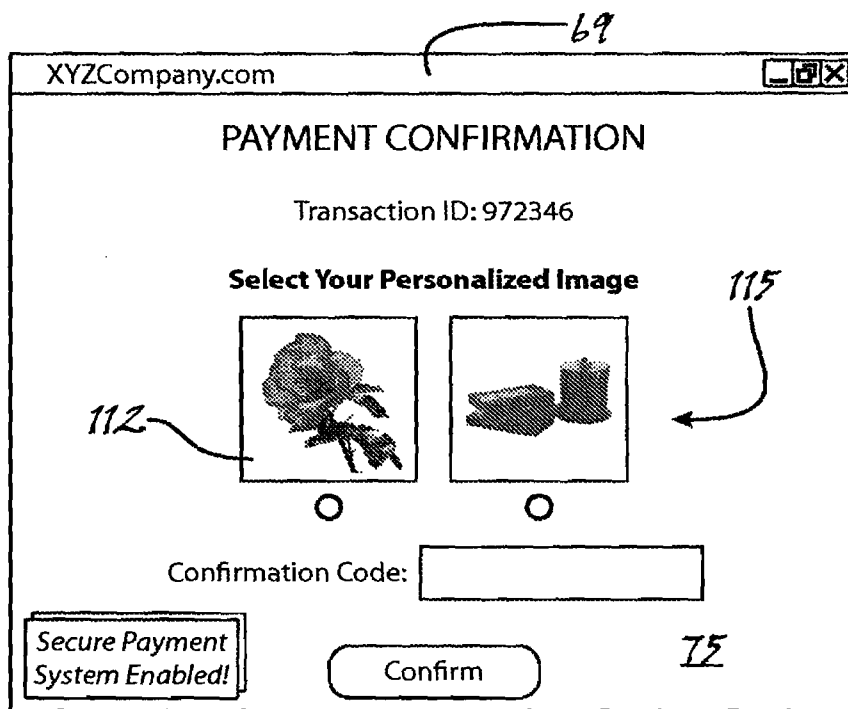 69
XYZCompany.com
PAYMENT CONFIRMATION
Transaction ID: 972346
Select Your Personalized Image
115
112
Confirmation Code:
Secure Payment
System Enabled!
Confirm
75